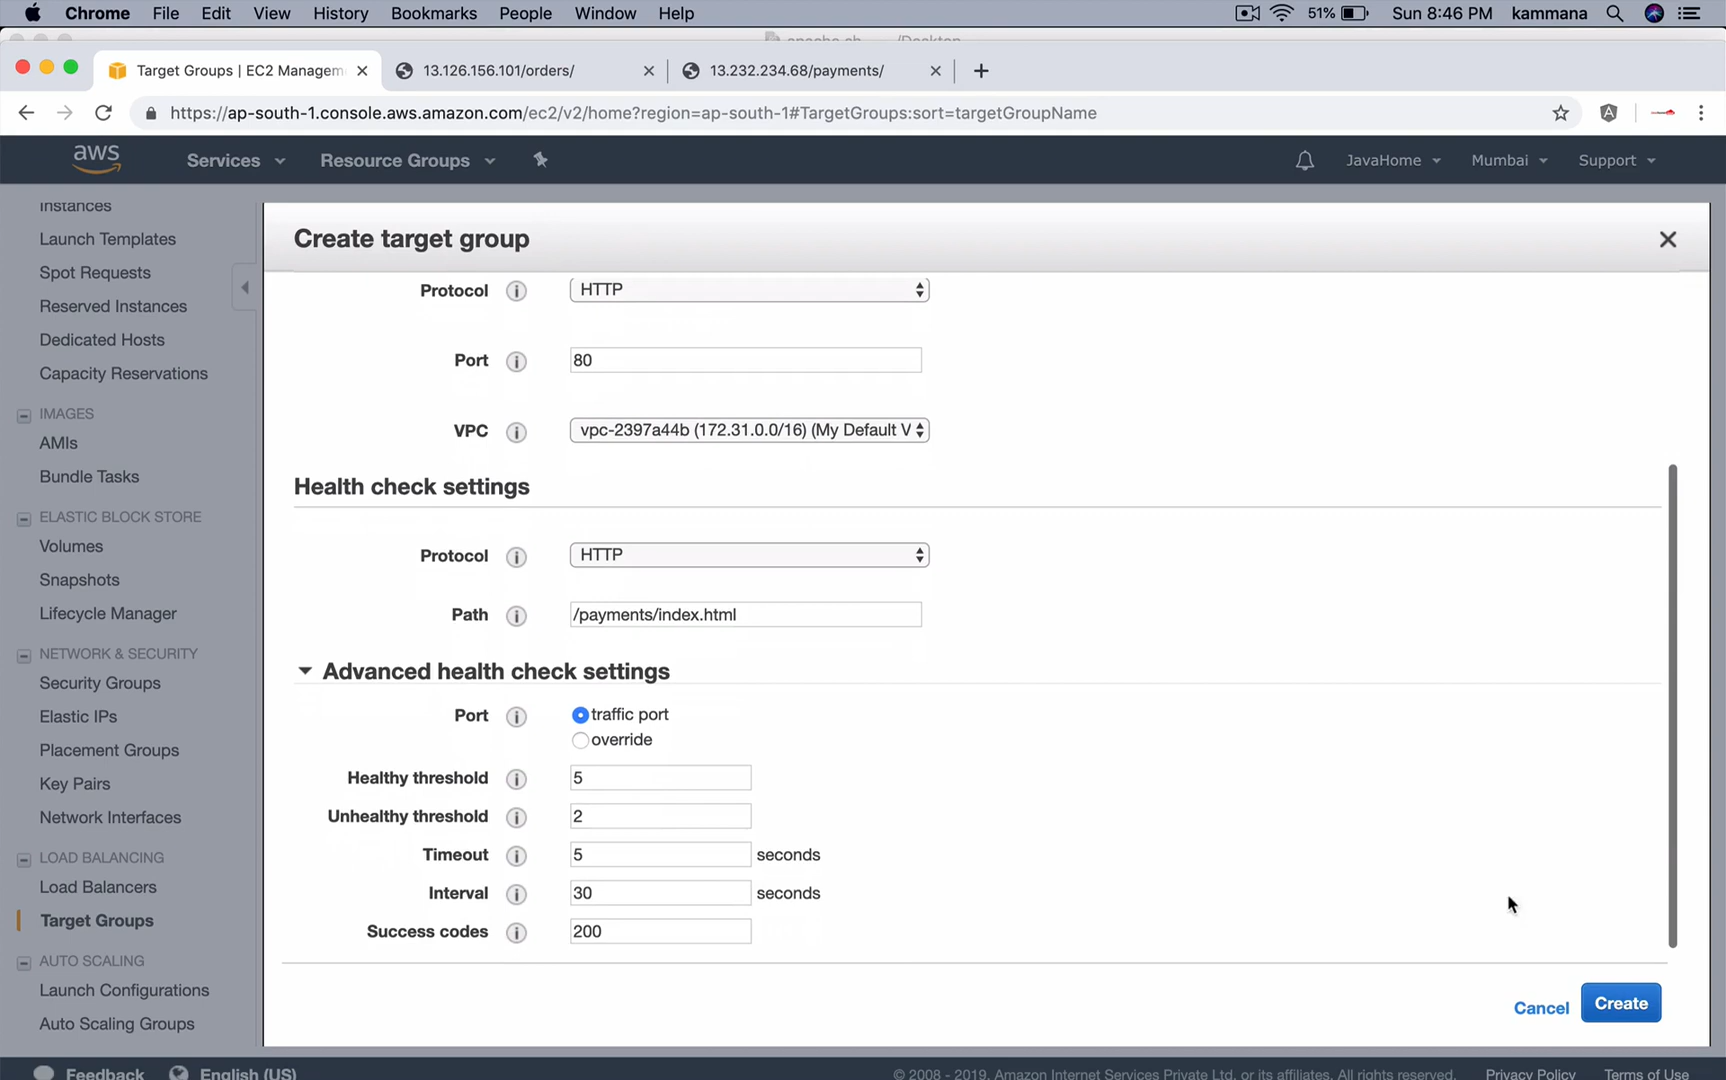 Chrome File Edit View History Bookmarks People Window Help 51% Sun 8:46 PM kammana
Target Groups | EC2 Managem 13.126.156.101/orders/ 13.232.234.68/payments/
https://ap-south-1.console.aws.amazon.com/ec2/v2/home?region=ap-south-1#TargetGroups:sort=targetGroupName
aws Services Resource Groups JavaHome Mumbai Support
Instances
Launch Templates
Spot Requests
Reserved Instances
Dedicated Hosts
Capacity Reservations
IMAGES
AMIs
Bundle Tasks
ELASTIC BLOCK STORE
Volumes
Snapshots
Lifecycle Manager
NETWORK & SECURITY
Security Groups
Elastic IPs
Placement Groups
Key Pairs
Network Interfaces
LOAD BALANCING
Load Balancers
Target Groups
AUTO SCALING
Launch Configurations
Auto Scaling Groups
Create target group
Protocol HTTP
Port 80
VPC vpc-2397a44b (172.31.0.0/16) (My Default V
Health check settings
Protocol HTTP
Path /payments/index.html
Advanced health check settings
Port traffic port
override
Healthy threshold 5
Unhealthy threshold 2
Timeout 5 seconds
Interval 30 seconds
Success codes 200
Cancel Create
Feedback English (US) © 2008 - 2019, Amazon Internet Services Private Ltd. or its affiliates. All rights reserved. Privacy Policy Terms of Use